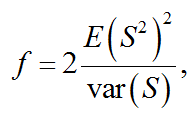 f = 2 E(S²)² / var(S) ,